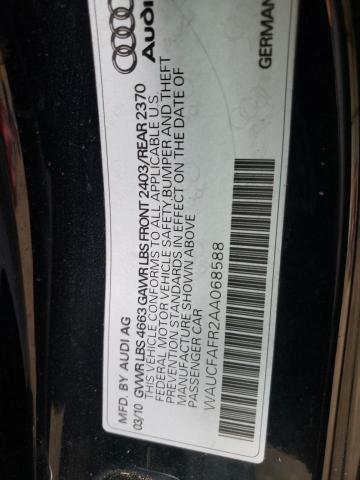 Audi
GERMANY
MFD. BY AUDI AG
03/10 GVWR LBS 4663 GAWR LBS FRONT 2403/REAR 2370
THIS VEHICLE CONFORMS TO ALL APPLICABLE U.S.
FEDERAL MOTOR VEHICLE SAFETY BUMPER AND THEFT
PREVENTION STANDARDS IN EFFECT ON THE DATE OF
MANUFACTURE SHOWN ABOVE
PASSENGER CAR
WAUCFAFR2AA068588